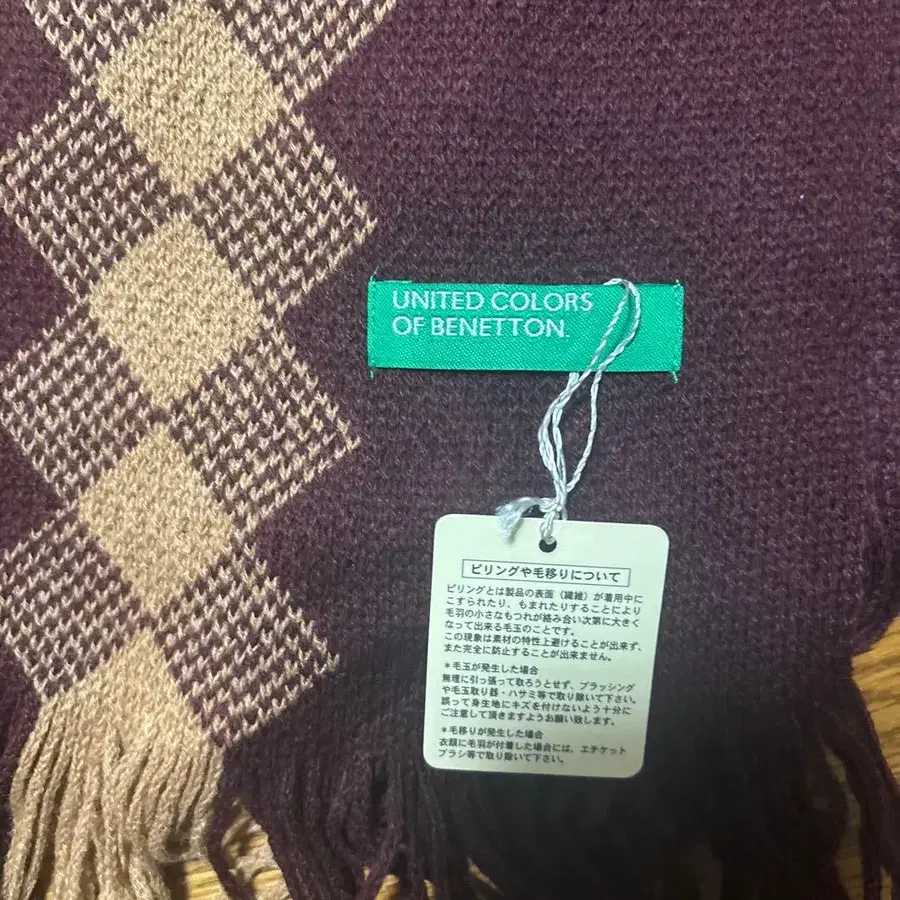 UNITED COLORS
OF BENETTON.
ピリングや毛移りについて
ピリングとは製品の表面（繊維）が着用中に
こすられたり、もまれたりすることにより
毛羽の小さなもつれが絡み合い次第に大きく
なって出来る毛玉のことです。
この現象は素材の特性上避けることが出来ず、
また完全に防止することが出来ません。
＊毛玉が発生した場合
無理に引っ張って取ろうとせず、ブラッシング
や毛玉取り器・ハサミ等で取り除いて下さい。
誤って身生地にキズを付けないよう十分に
ご注意して頂きますようお願い致します。
＊毛移りが発生した場合
衣類に毛羽が付着した場合には、エチケット
ブラシ等で取り除いて下さい。